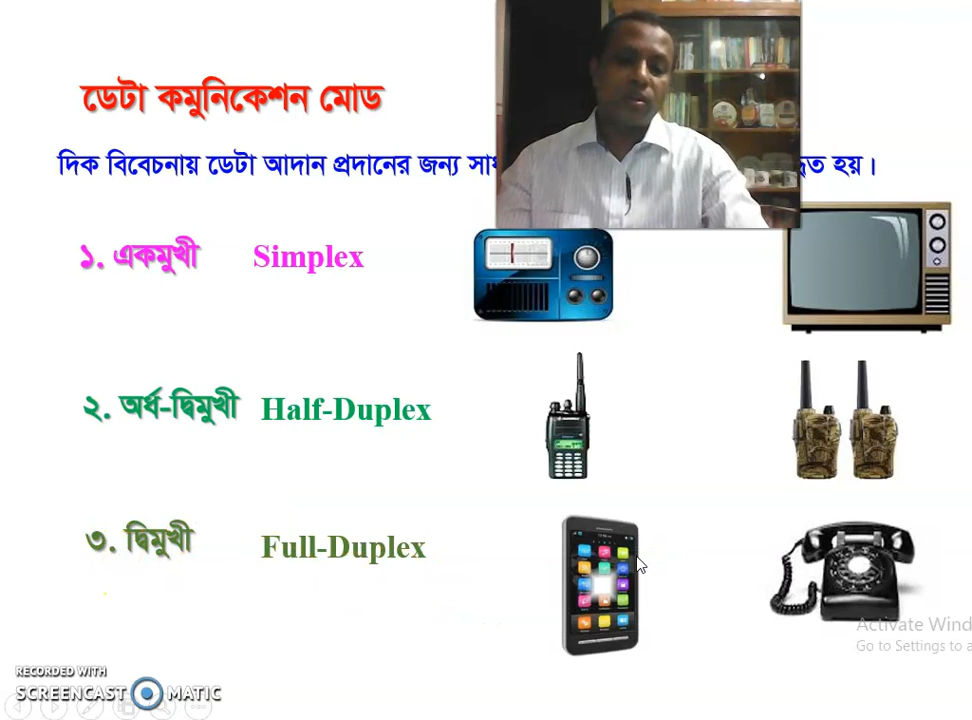 ডেটা কমুনিকেশন মোড
দিক বিবেচনায় ডেটা আদান প্রদানের জন্য হয়।
১. একমুখী Simplex
২. অর্ধ-দ্বিমুখী Half-Duplex
৩. দ্বিমুখী Full-Duplex
Activate Wind
Go to Settings to a
RECORDED WITH
SCREENCAST MATIC